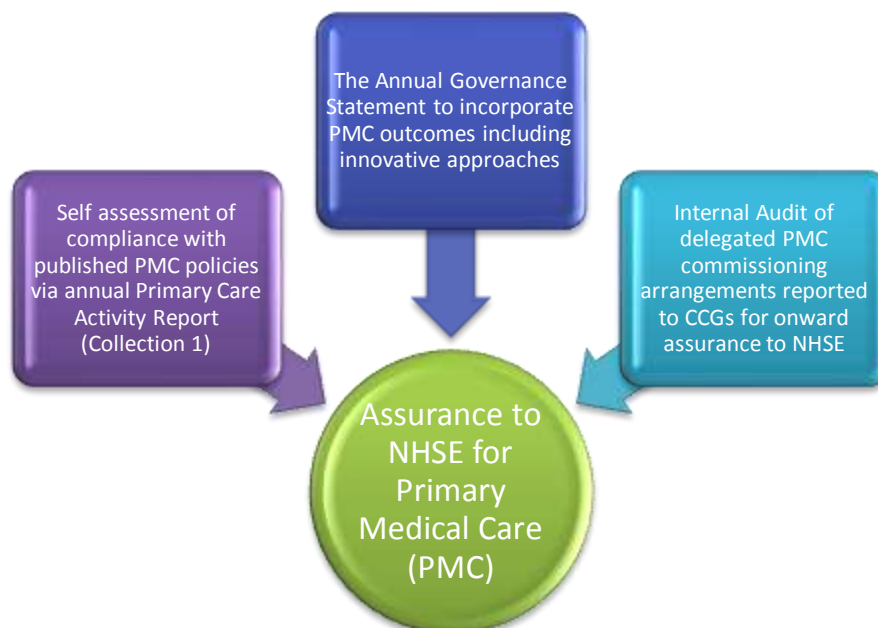 The Annual Governance
Statement to incorporate
PMC outcomes including
innovative approaches
Self assessment of
compliance with
published PMC policies
via annual Primary Care
Activity Report
(Collection 1)
Internal Audit of
delegated PMC
commissioning
arrangements reported
to CCGs for onward
assurance to NHSE
Assurance to
NHSE for
Primary
Medical Care
(PMC)